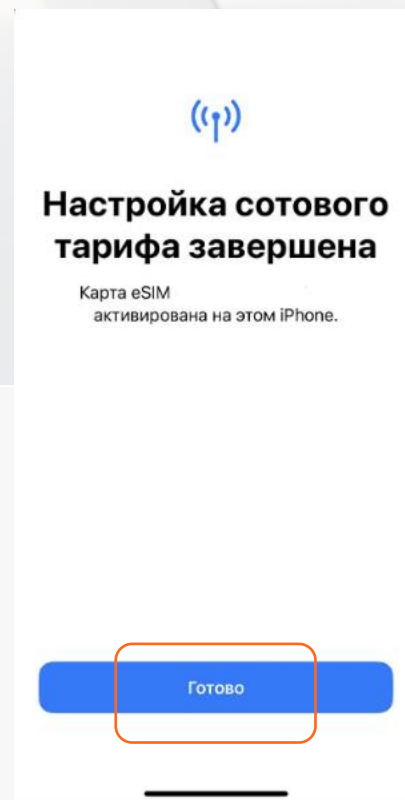 Настройка сотового
тарифа завершена
Карта eSIM
активирована на этом iPhone.
Готово